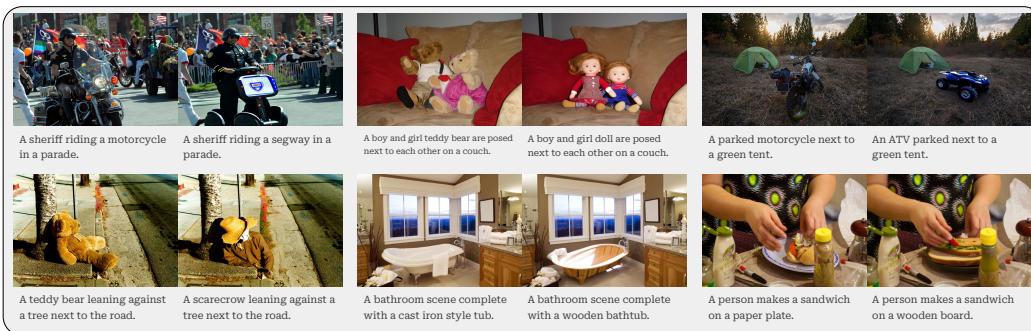 A sheriff riding a motorcycle
in a parade.
A sheriff riding a segway in a
parade.
A boy and girl teddy bear are posed
next to each other on a couch.
A boy and girl doll are posed
next to each other on a couch.
A parked motorcycle next to
a green tent.
An ATV parked next to a
green tent.
A teddy bear leaning against
a tree next to the road.
A scarecrow leaning against a
tree next to the road.
A bathroom scene complete
with a cast iron style tub.
A bathroom scene complete
with a wooden bathtub.
A person makes a sandwich
on a paper plate.
A person makes a sandwich
on a wooden board.